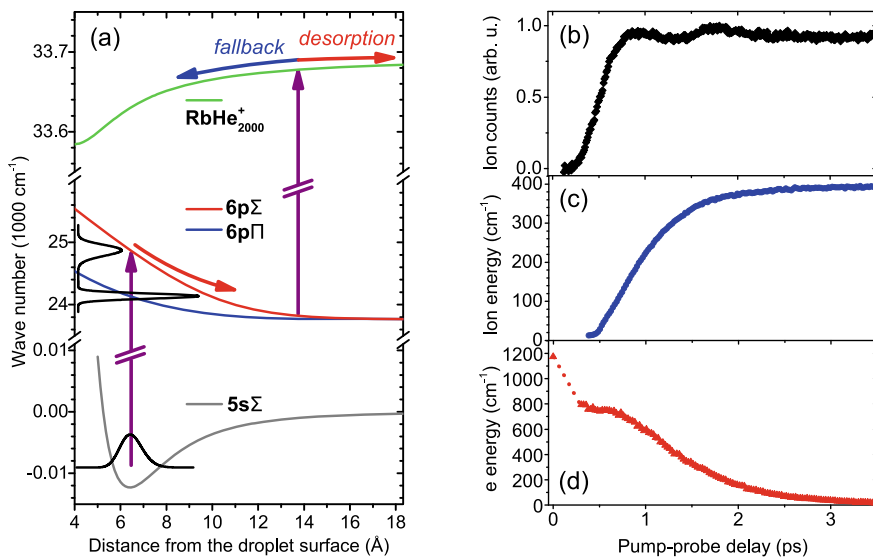 (a)
fallback
desorption
33.7
33.6
RbHe⁺₂₀₀₀
6pΣ
6pΠ
25
24
0.01
0.00
-0.01
5sΣ
Wave number (1000 cm⁻¹)
4 6 8 10 12 14 16 18
Distance from the droplet surface (Å)
(b)
Ion counts (arb. u.)
1.0
0.5
0.0
(c)
Ion energy (cm⁻¹)
400
300
200
100
0
(d)
e energy (cm⁻¹)
1200
1000
800
600
400
200
0
0 1 2 3
Pump-probe delay (ps)